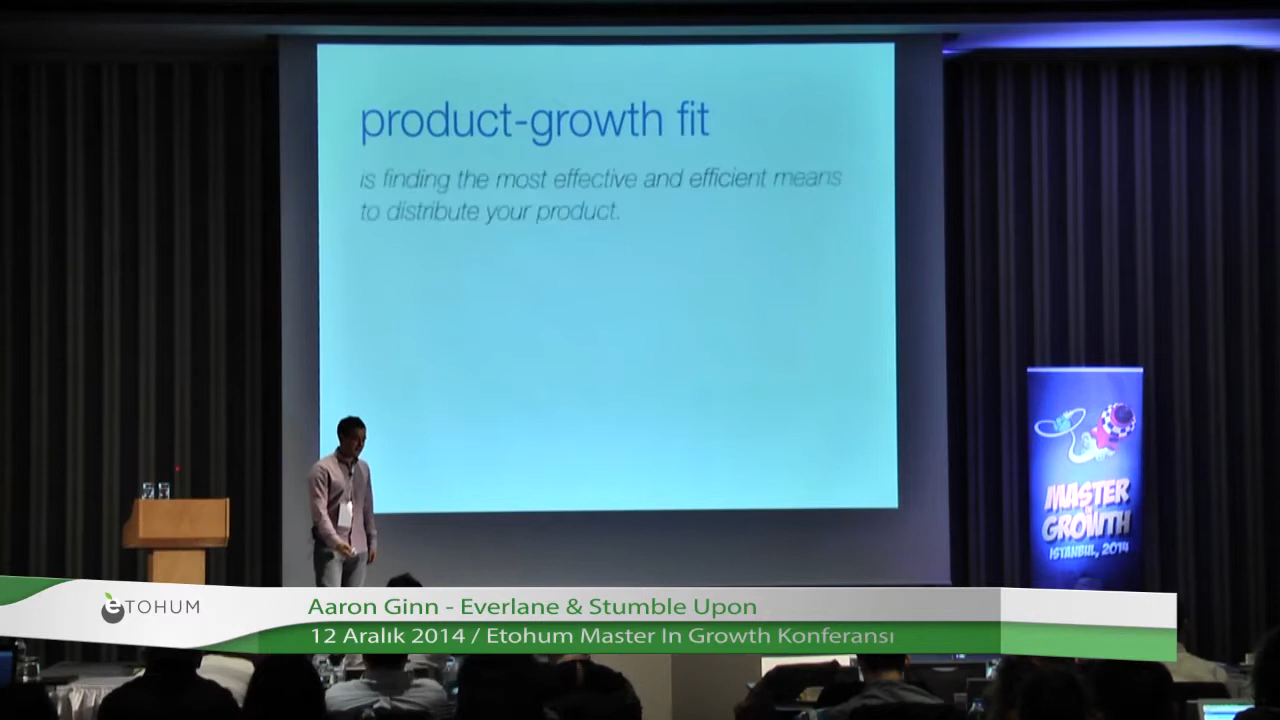 product-growth fit
is finding the most effective and efficient means
to distribute your product.
MASTER
IN
GROWTH
ISTANBUL, 2014
eTOHUM
Aaron Ginn - Everlane & Stumble Upon
12 Aralık 2014 / Etohum Master In Growth Konferansı